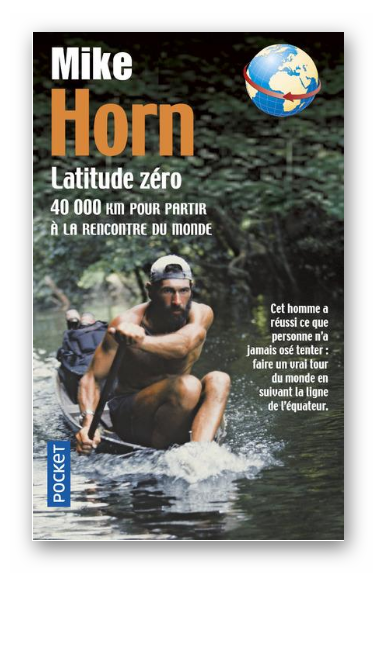 Mike
Horn
Latitude zéro
40 000 KM POUR PARTIR
À LA RENCONTRE DU MONDE
Cet homme a
réussi ce que
personne n'a
jamais osé tenter :
faire un vrai tour
du monde en
suivant la ligne
de l'équateur.
POCKET